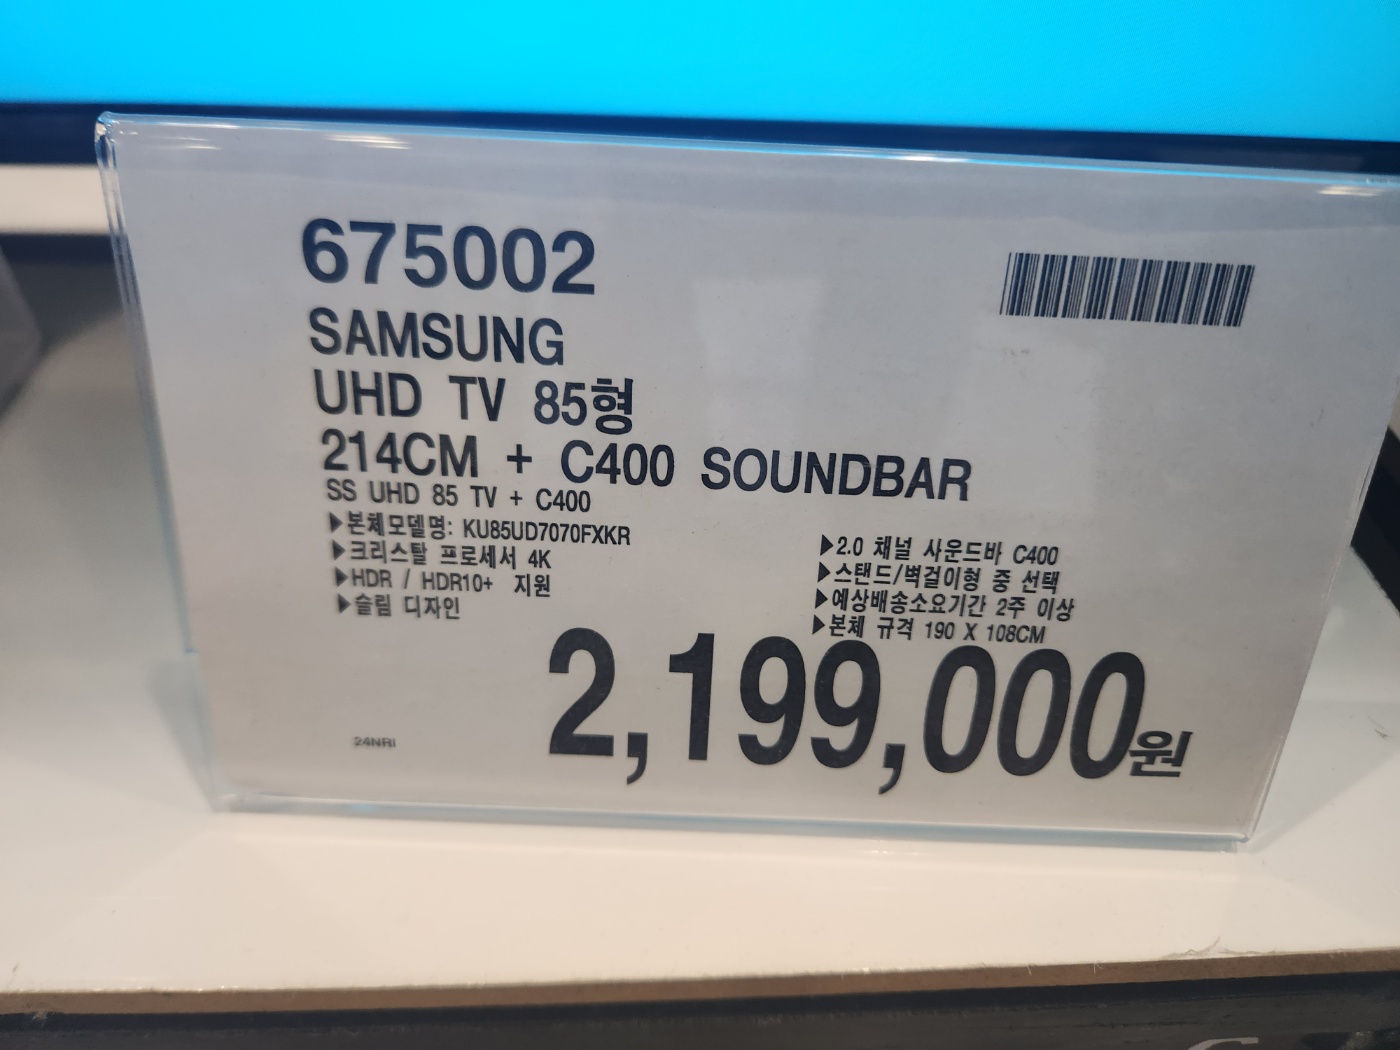 675002
SAMSUNG
UHD TV 85형
214CM + C400 SOUNDBAR
SS UHD 85 TV + C400
▶본체모델명: KU85UD7070FXKR
▶크리스탈 프로세서 4K
▶HDR / HDR10+ 지원
▶슬림 디자인
▶2.0 채널 사운드바 C400
▶스탠드/벽걸이형 중 선택
▶예상배송소요기간 2주 이상
▶본체 규격 190 X 108CM
2,199,000원
24NRI